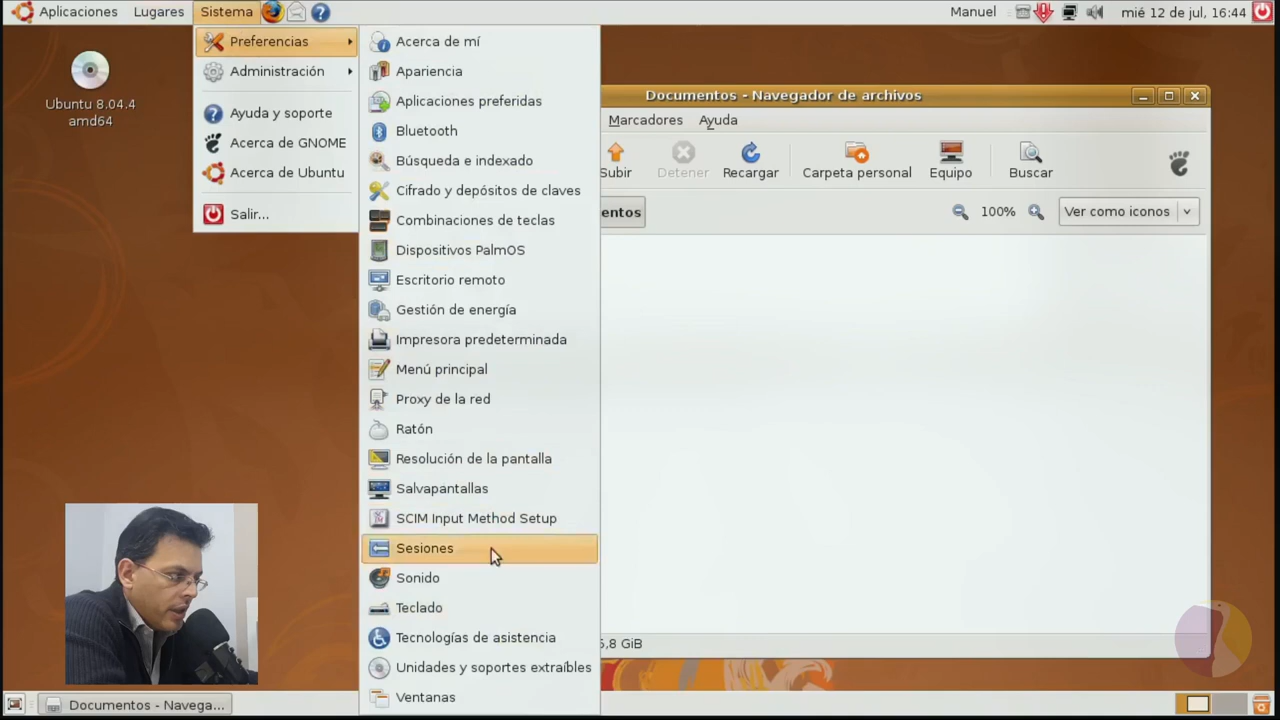 Aplicaciones Lugares Sistema
Manuel mié 12 de jul, 16:44
Ubuntu 8.04.4
amd64
Preferencias
Administración
Ayuda y soporte
Acerca de GNOME
Acerca de Ubuntu
Salir...
Acerca de mí
Apariencia
Aplicaciones preferidas
Bluetooth
Búsqueda e indexado
Cifrado y depósitos de claves
Combinaciones de teclas
Dispositivos PalmOS
Escritorio remoto
Gestión de energía
Impresora predeterminada
Menú principal
Proxy de la red
Ratón
Resolución de la pantalla
Salvapantallas
SCIM Input Method Setup
Sesiones
Sonido
Teclado
Tecnologías de asistencia
Unidades y soportes extraíbles
Ventanas
Documentos - Navegador de archivos
Marcadores Ayuda
Subir Detener Recargar Carpeta personal Equipo Buscar
entos 100% Ver como iconos
5,8 GiB
Documentos - Navega...